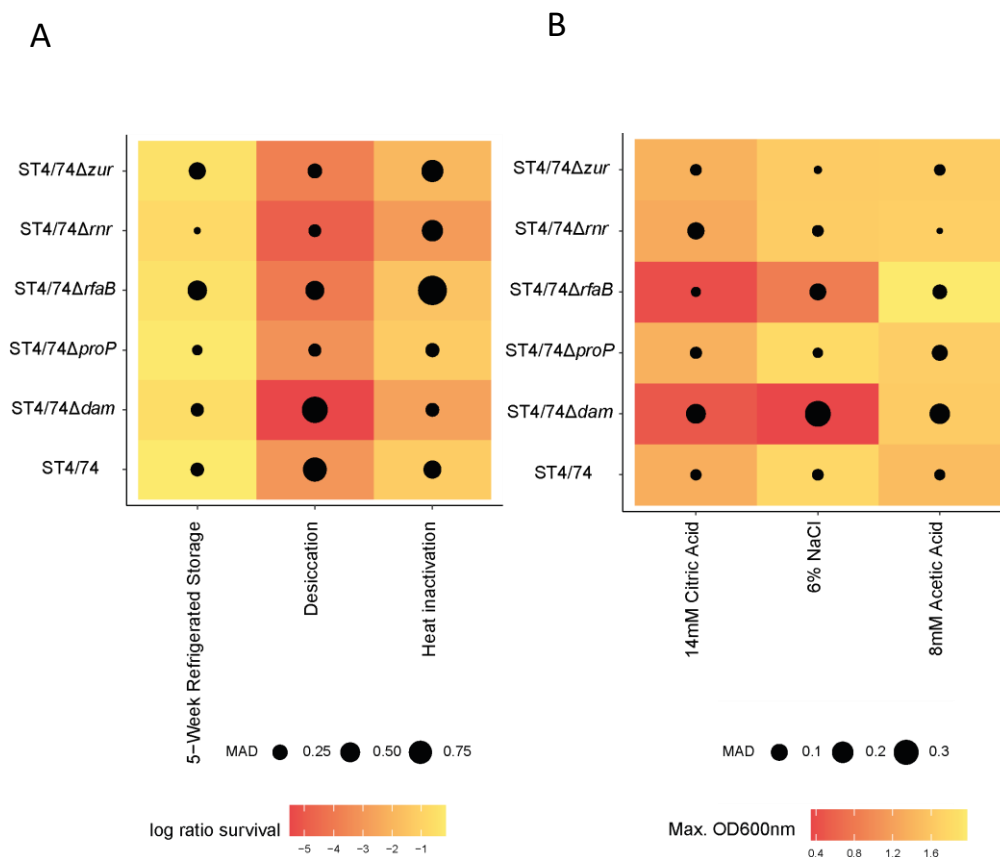 A
B
ST4/74Δzur
ST4/74Δrnr
ST4/74ΔrfaB
ST4/74ΔproP
ST4/74Δdam
ST4/74
5-Week Refrigerated Storage
Desiccation
Heat inactivation
MAD 0.25 0.50 0.75
log ratio survival
-5 -4 -3 -2 -1
ST4/74Δzur
ST4/74Δrnr
ST4/74ΔrfaB
ST4/74ΔproP
ST4/74Δdam
ST4/74
14mM Citric Acid
6% NaCl
8mM Acetic Acid
MAD 0.1 0.2 0.3
Max. OD600nm
0.4 0.8 1.2 1.6